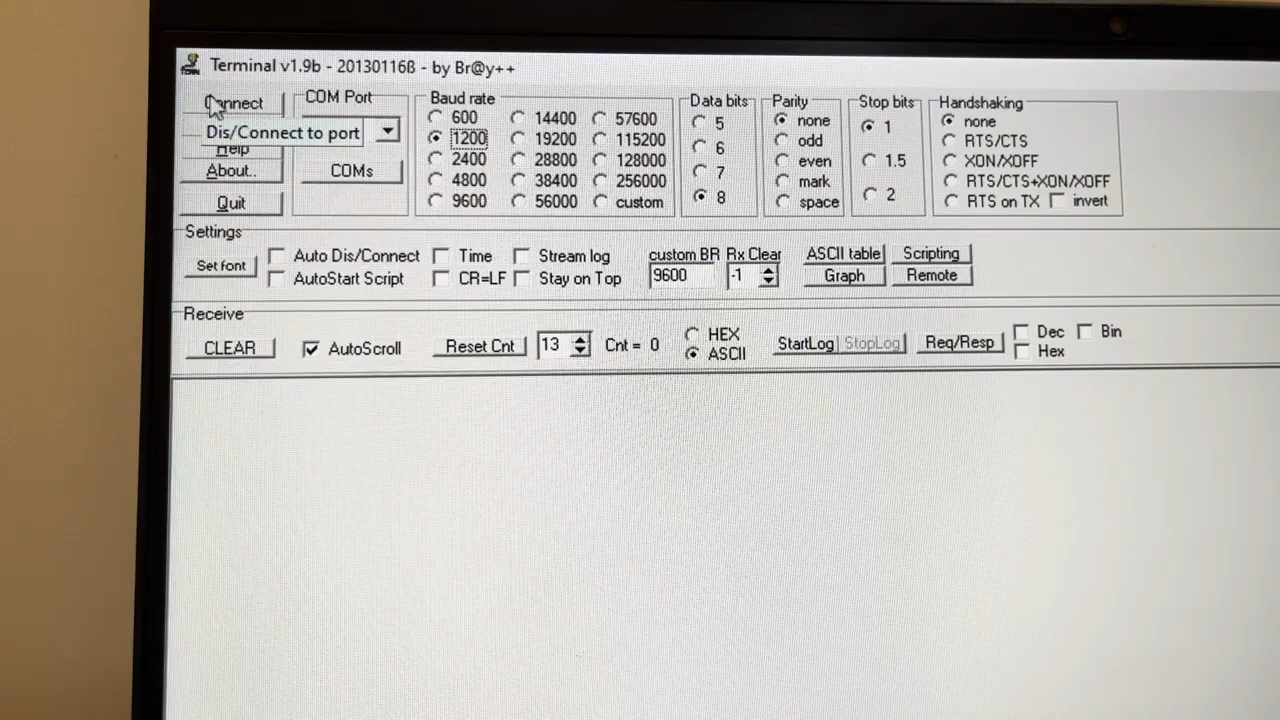 Terminal v1.9b - 20130116ß - by Br@y++
Connect
Dis/Connect to port
Help
About..
Quit
COM Port
COMs
Baud rate
600 14400 57600
1200 19200 115200
2400 28800 128000
4800 38400 256000
9600 56000 custom
Data bits
5
6
7
8
Parity
none
odd
even
mark
space
Stop bits
1
1.5
2
Handshaking
none
RTS/CTS
XON/XOFF
RTS/CTS+XON/XOFF
RTS on TX invert
Settings
Set font
Auto Dis/Connect Time Stream log
AutoStart Script CR=LF Stay on Top
custom BR Rx Clear
9600 -1
ASCII table Scripting
Graph Remote
Receive
CLEAR AutoScroll Reset Cnt 13 Cnt = 0
HEX
ASCII
StartLog StopLog Req/Resp
Dec Bin
Hex